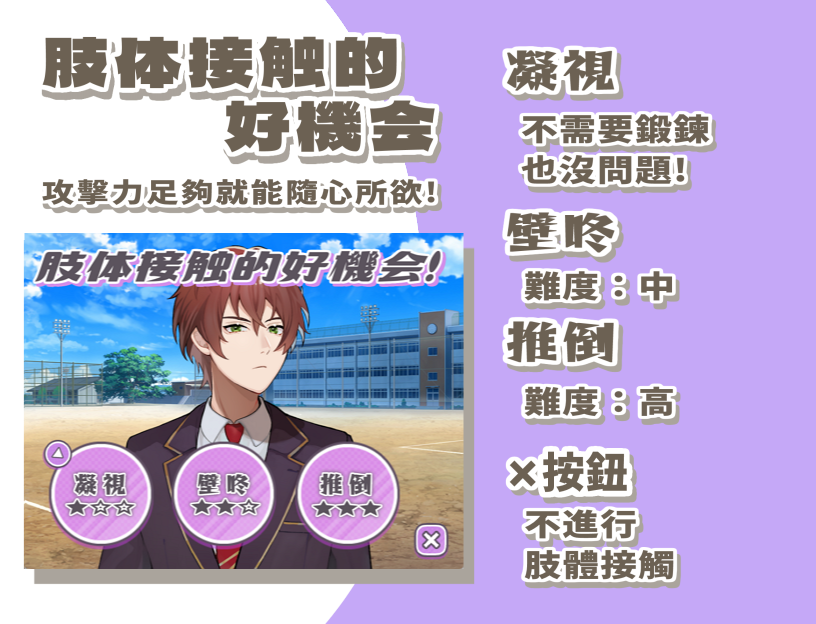 肢体接触的
好機会
攻擊力足夠就能隨心所欲!
肢体接触的好機会!
凝視
★☆☆
壁咚
★★☆
推倒
★★★
凝視
不需要鍛鍊
也沒問題!
壁咚
難度：中
推倒
難度：高
×按鈕
不進行
肢體接觸